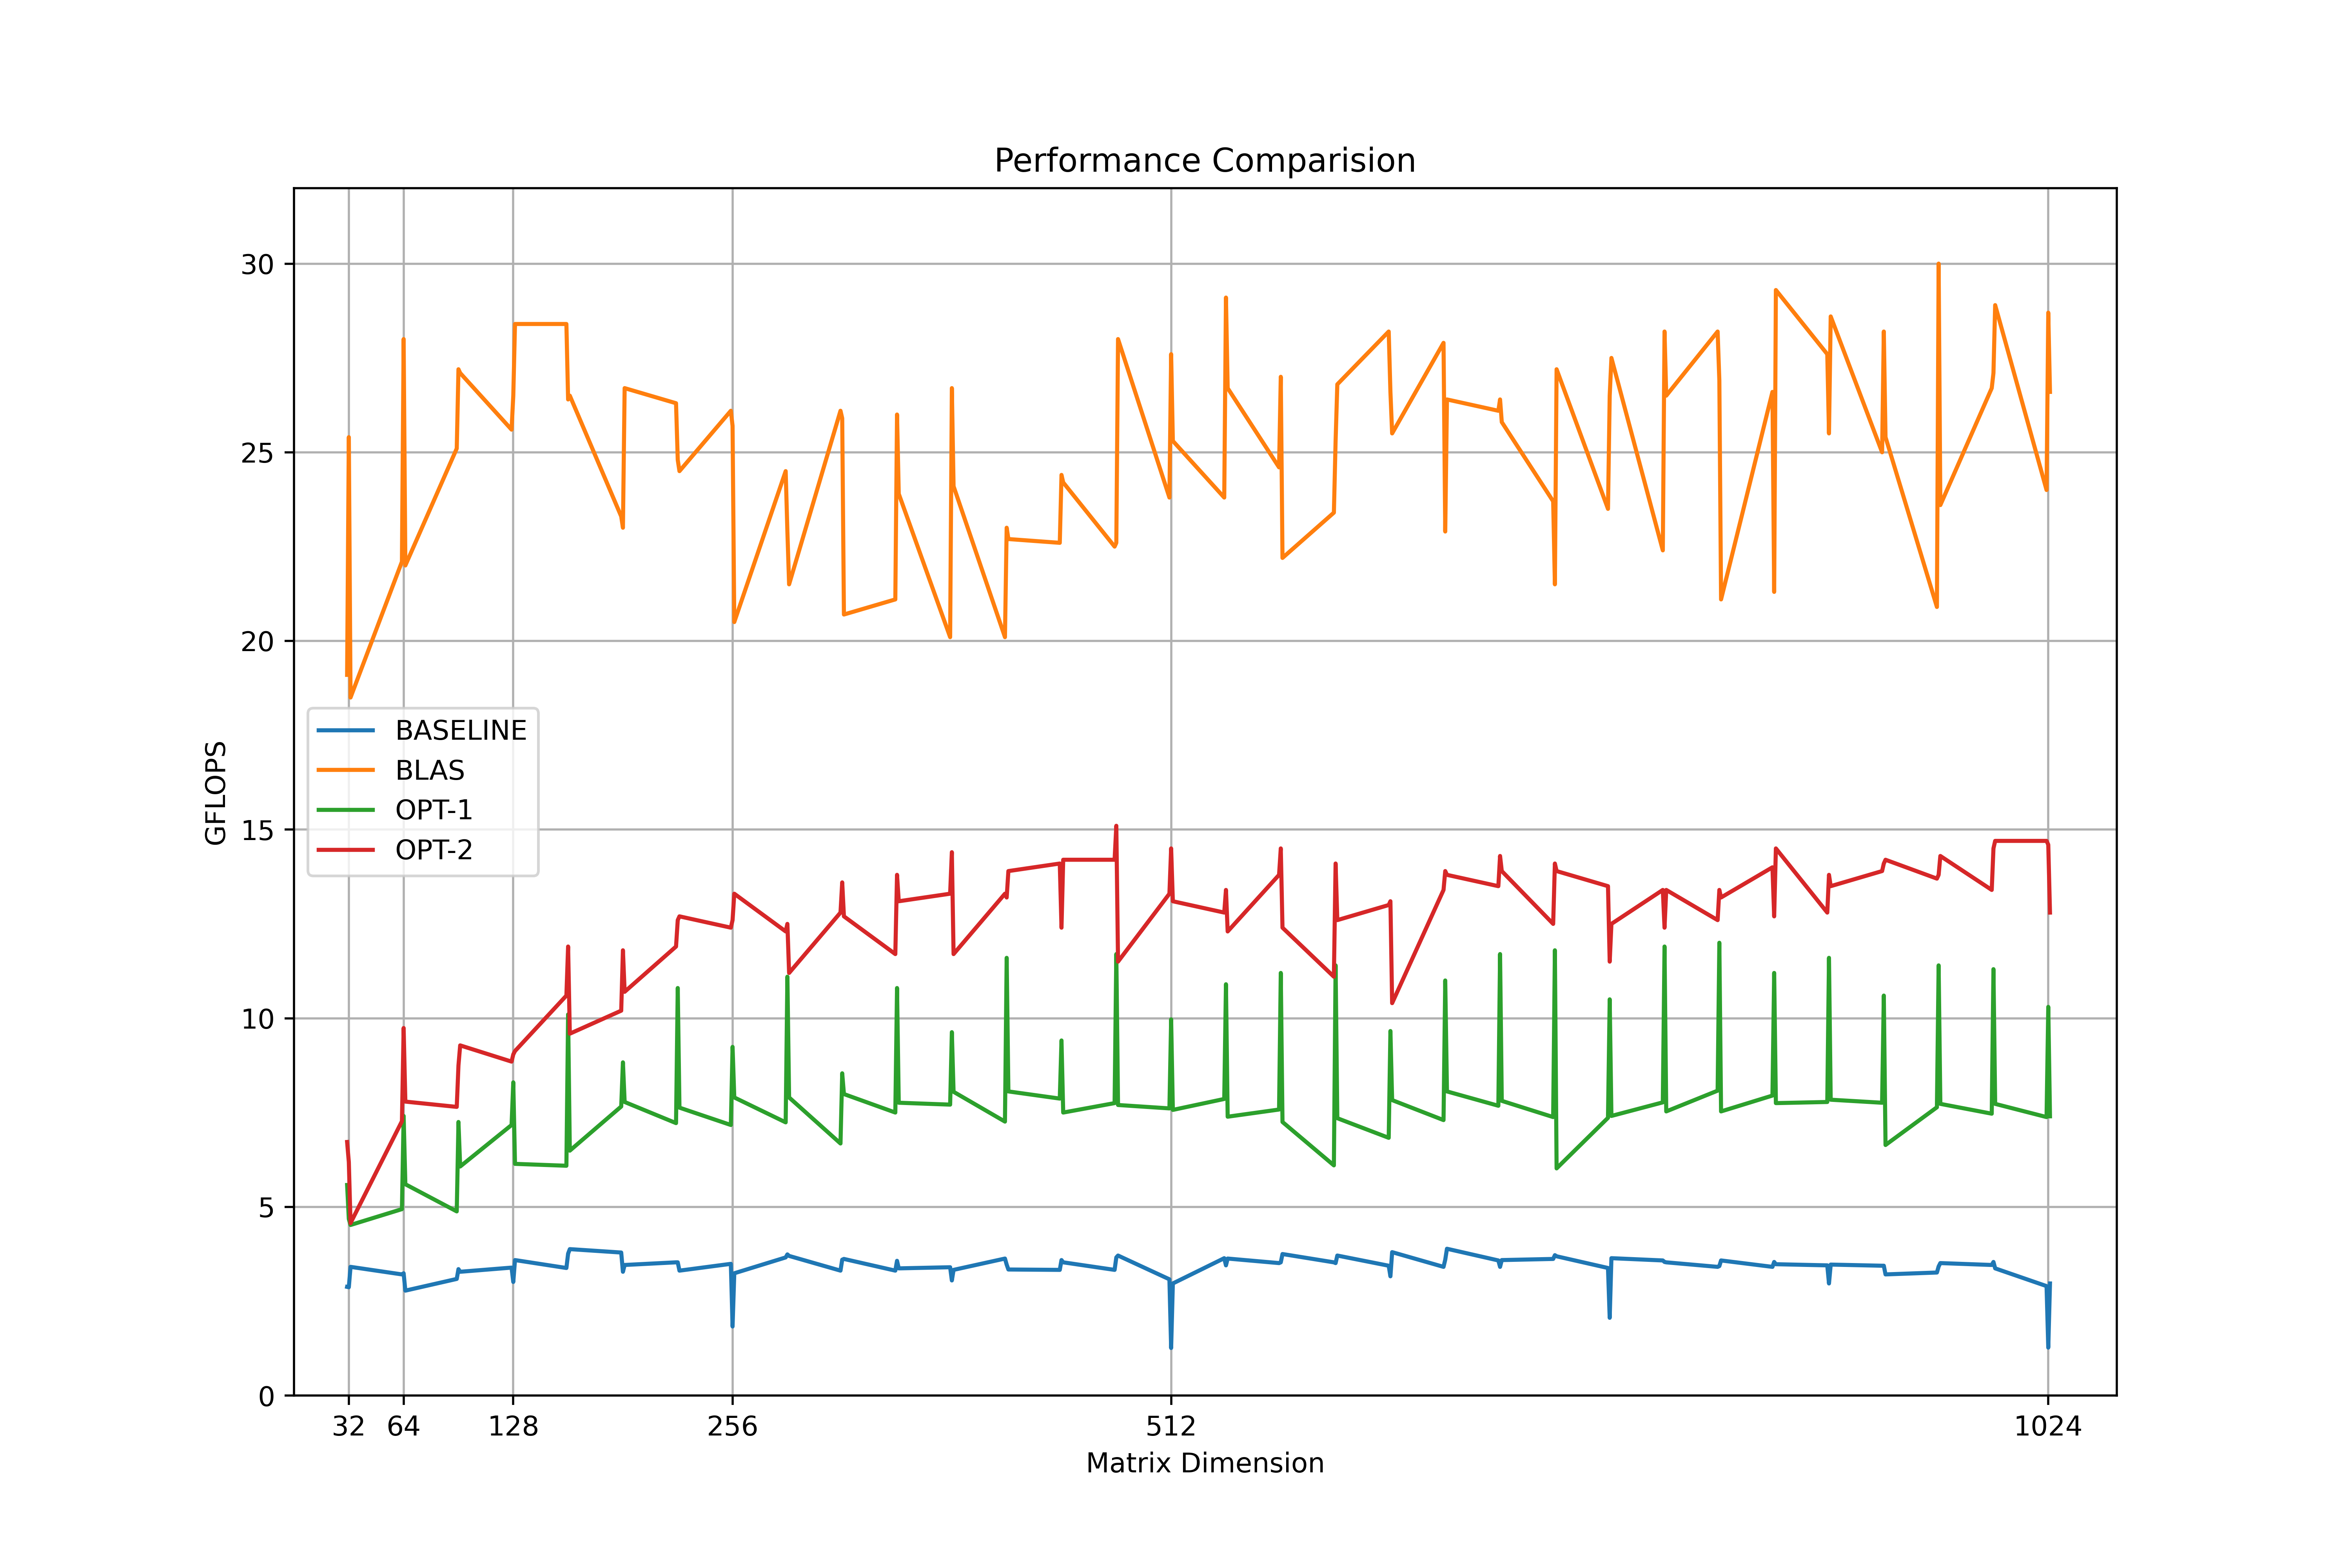 Performance Comparision
GFLOPS
30
25
20
15
10
5
0
BASELINE
BLAS
OPT-1
OPT-2
32 64 128 256 512 1024
Matrix Dimension